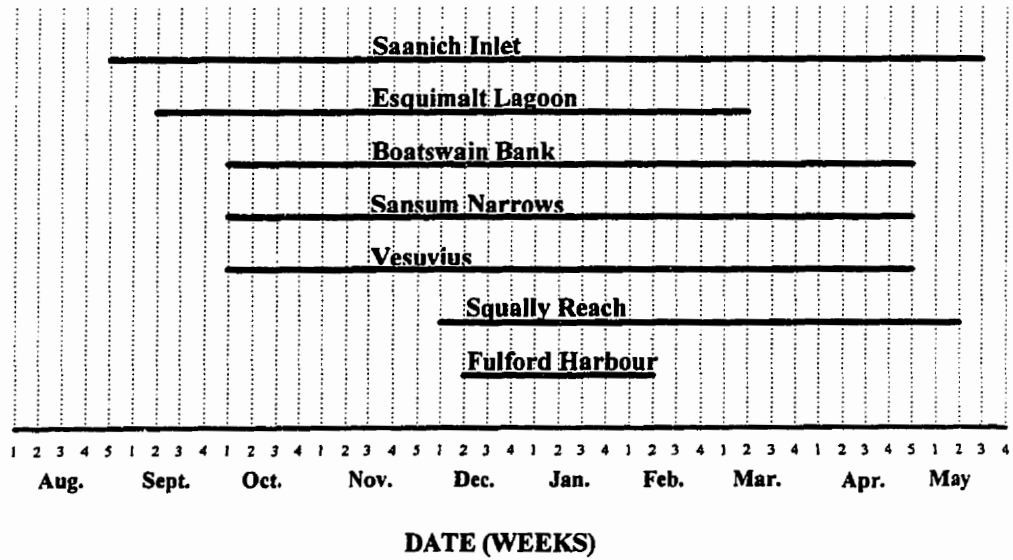 Saanich Inlet
Esquimalt Lagoon
Boatswain Bank
Sansum Narrows
Vesuvius
Squally Reach
Fulford Harbour
1 2 3 4 5 1 2 3 4 1 2 3 4 1 2 3 4 5 1 2 3 4 1 2 3 4 1 2 3 4 1 2 3 4 1 2 3 4 5 1 2 3 4
Aug. Sept. Oct. Nov. Dec. Jan. Feb. Mar. Apr. May
DATE (WEEKS)